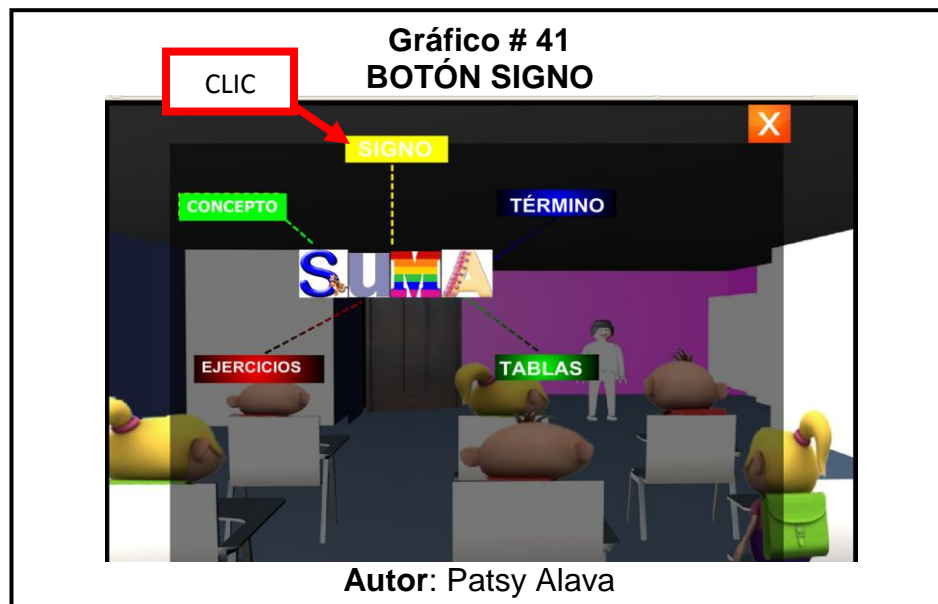 Gráfico # 41
BOTÓN SIGNO
CLIC
X
SIGNO
CONCEPTO
TÉRMINO
SUMA
EJERCICIOS
TABLAS
Autor: Patsy Alava